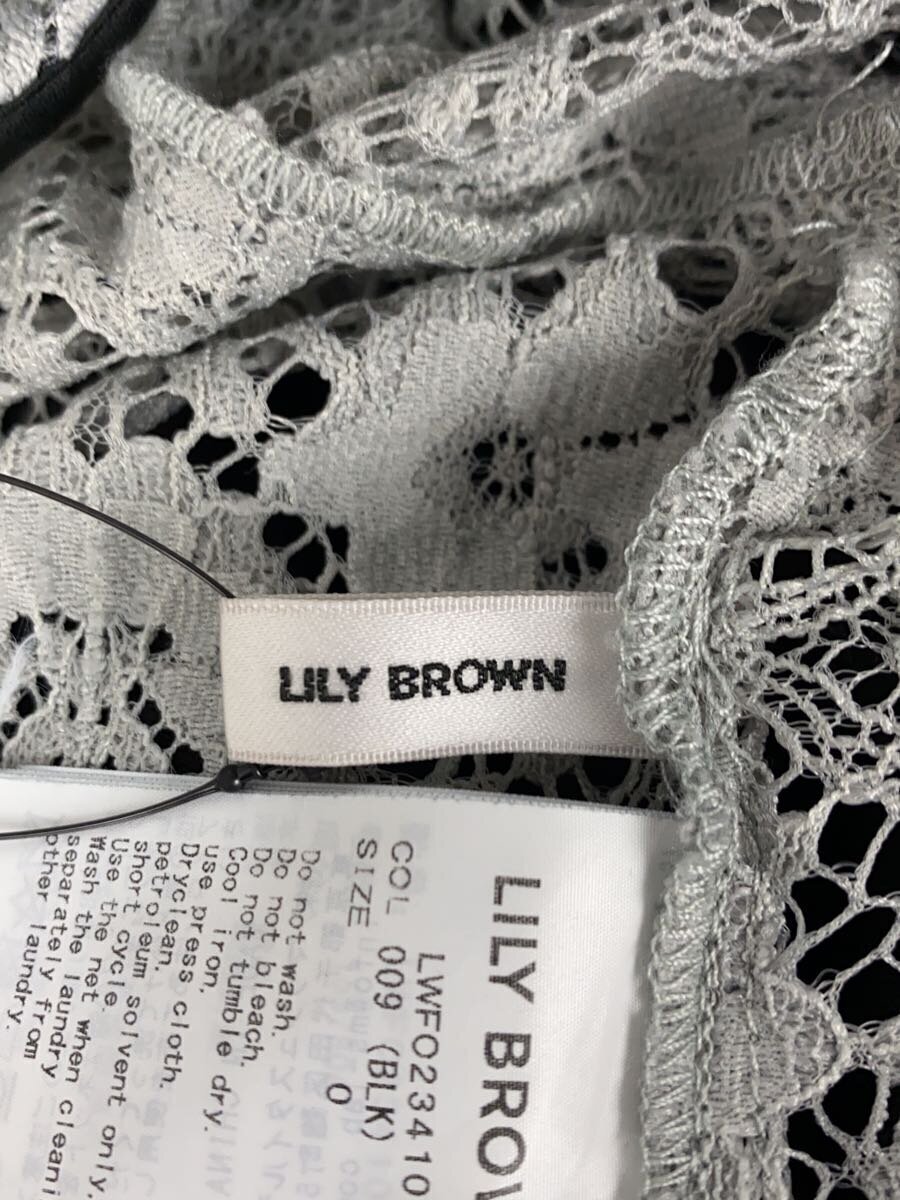 LILY BROWN
LILY BROW
LWFO23410
COL 009 (BLK)
SIZE 0
Do not wash.
Do not bleach.
Do not tumble dry.
Cool iron.
use press cloth.
Dryclean.
petroleum solvent only.
short cycle.
Use the net when cleani
Wash the laundry
separately from
other laundry.